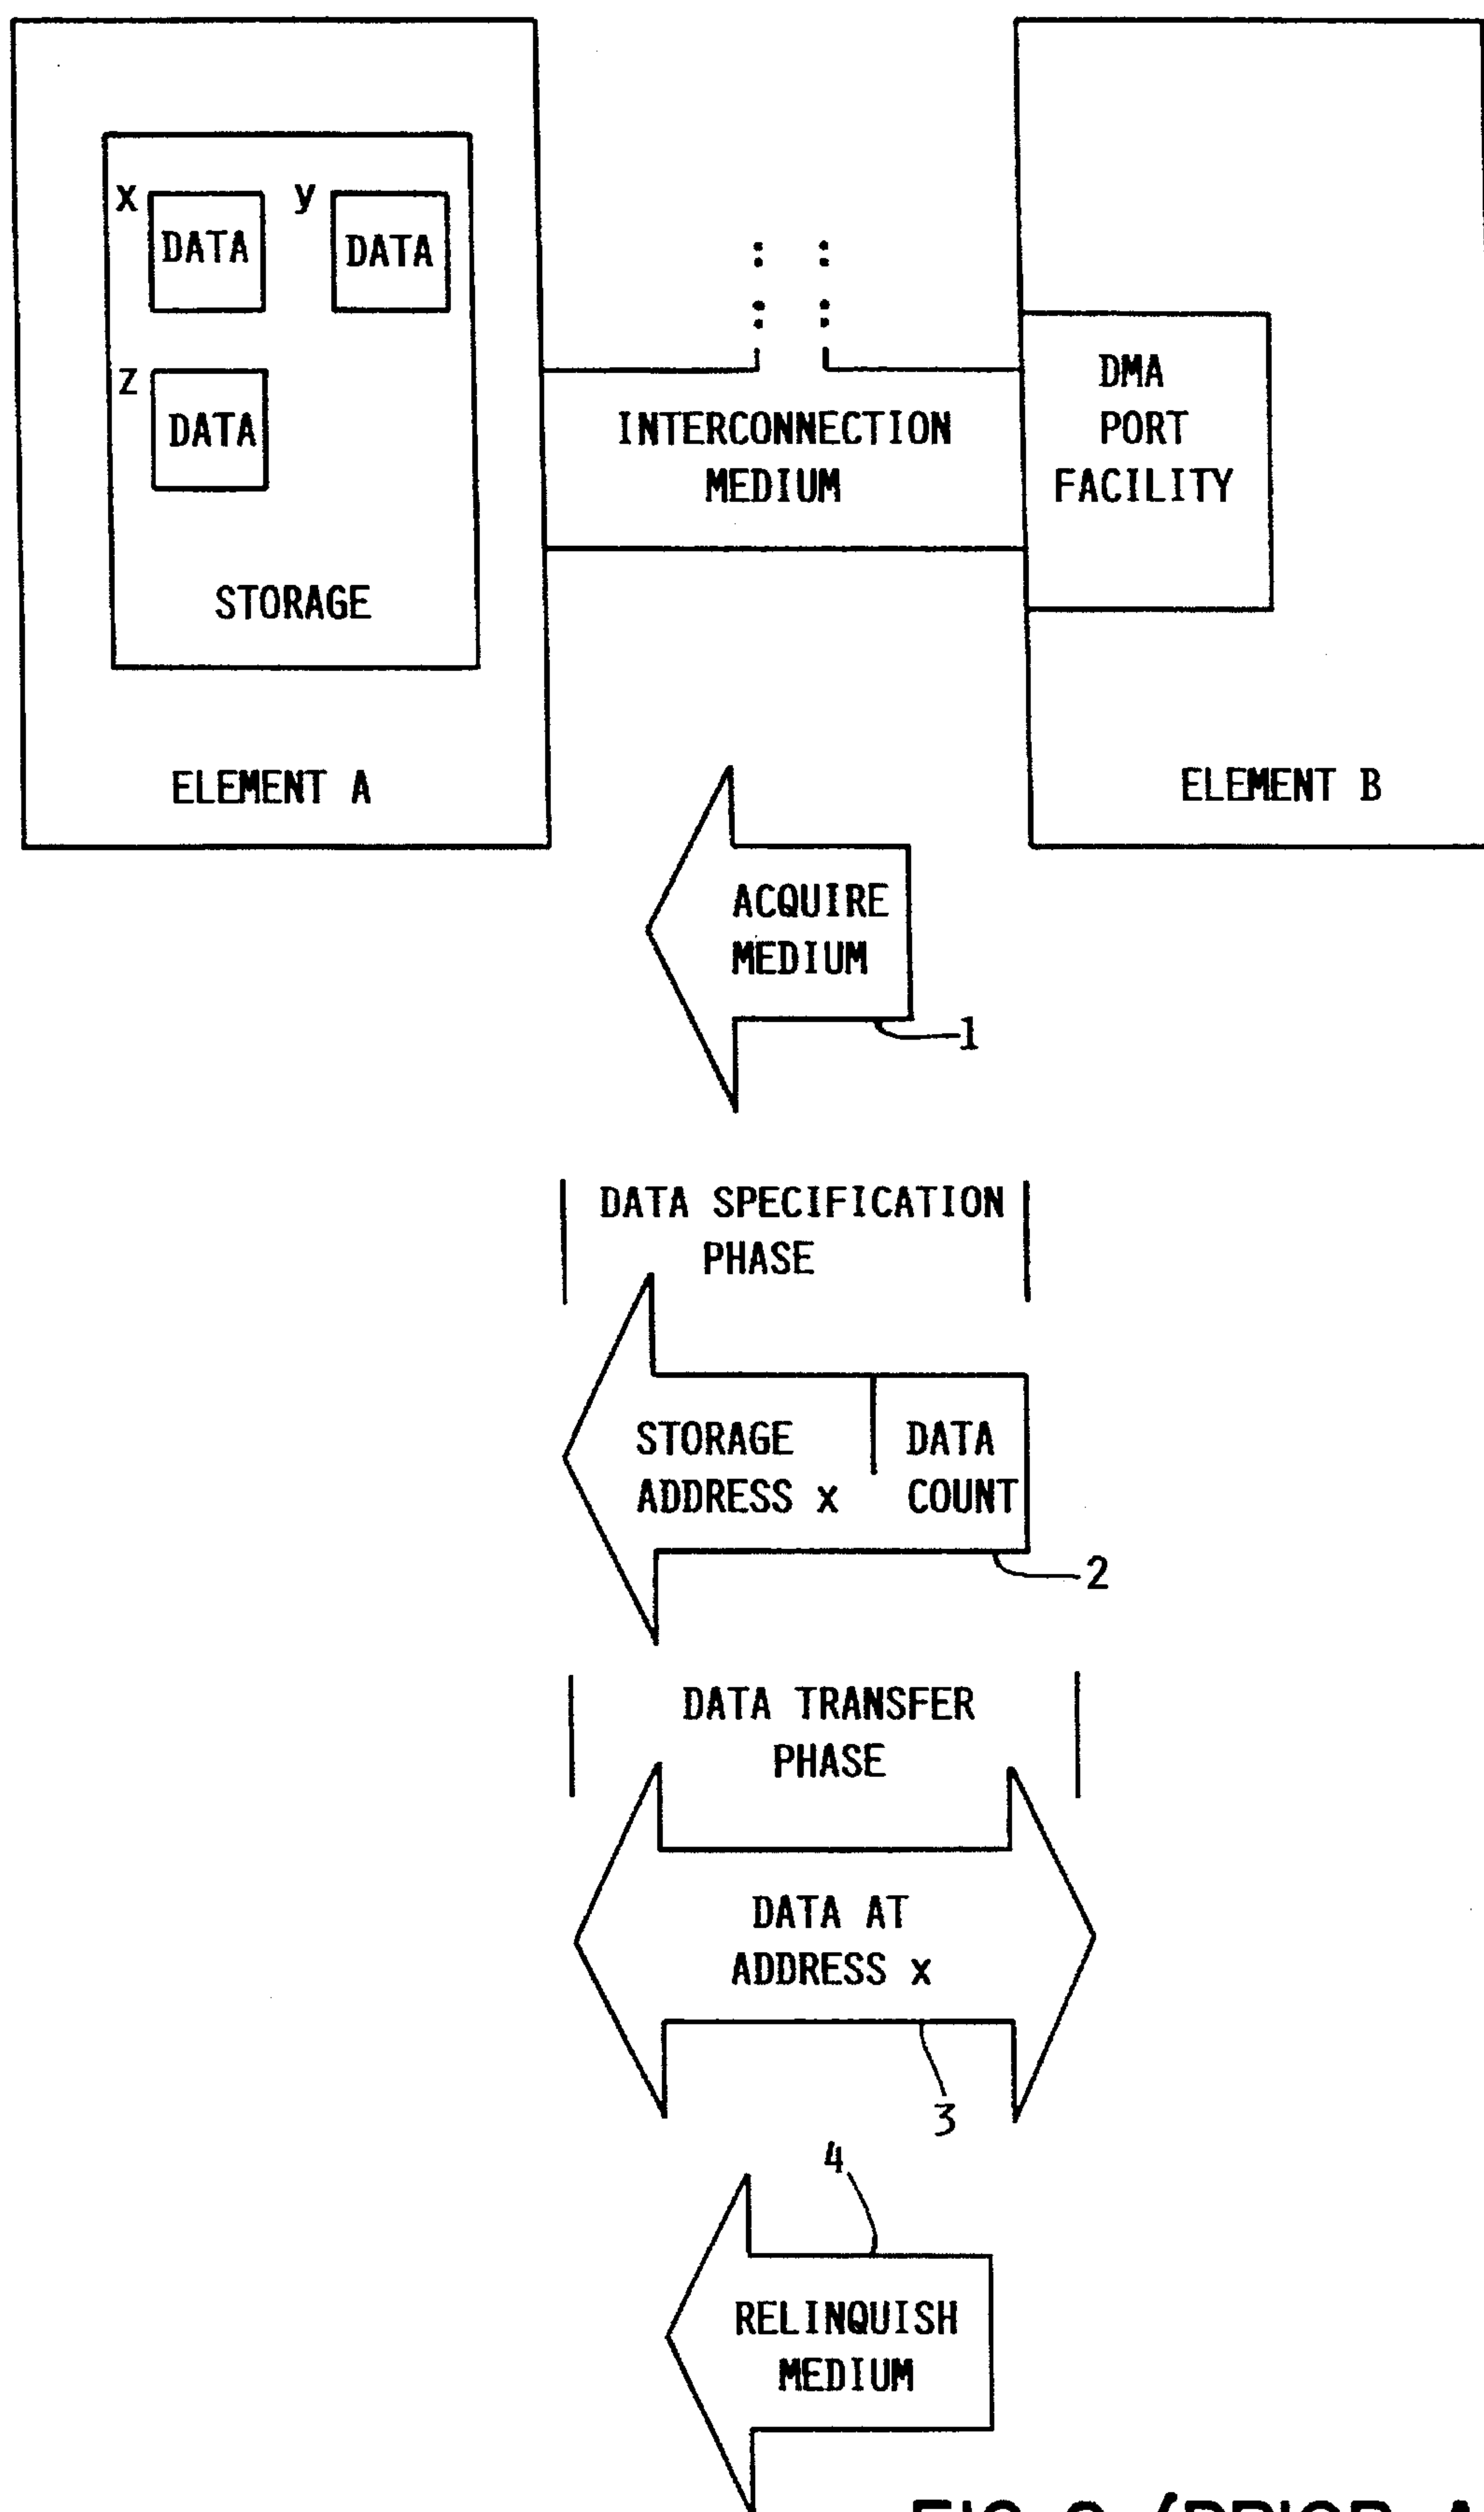 x
DATA
y
DATA
z
DATA
STORAGE
ELEMENT A
INTERCONNECTION
MEDIUM
DMA
PORT
FACILITY
ELEMENT B
ACQUIRE
MEDIUM
1
DATA SPECIFICATION
PHASE
STORAGE
ADDRESS x
DATA
COUNT
2
DATA TRANSFER
PHASE
DATA AT
ADDRESS x
3
4
RELINQUISH
MEDIUM